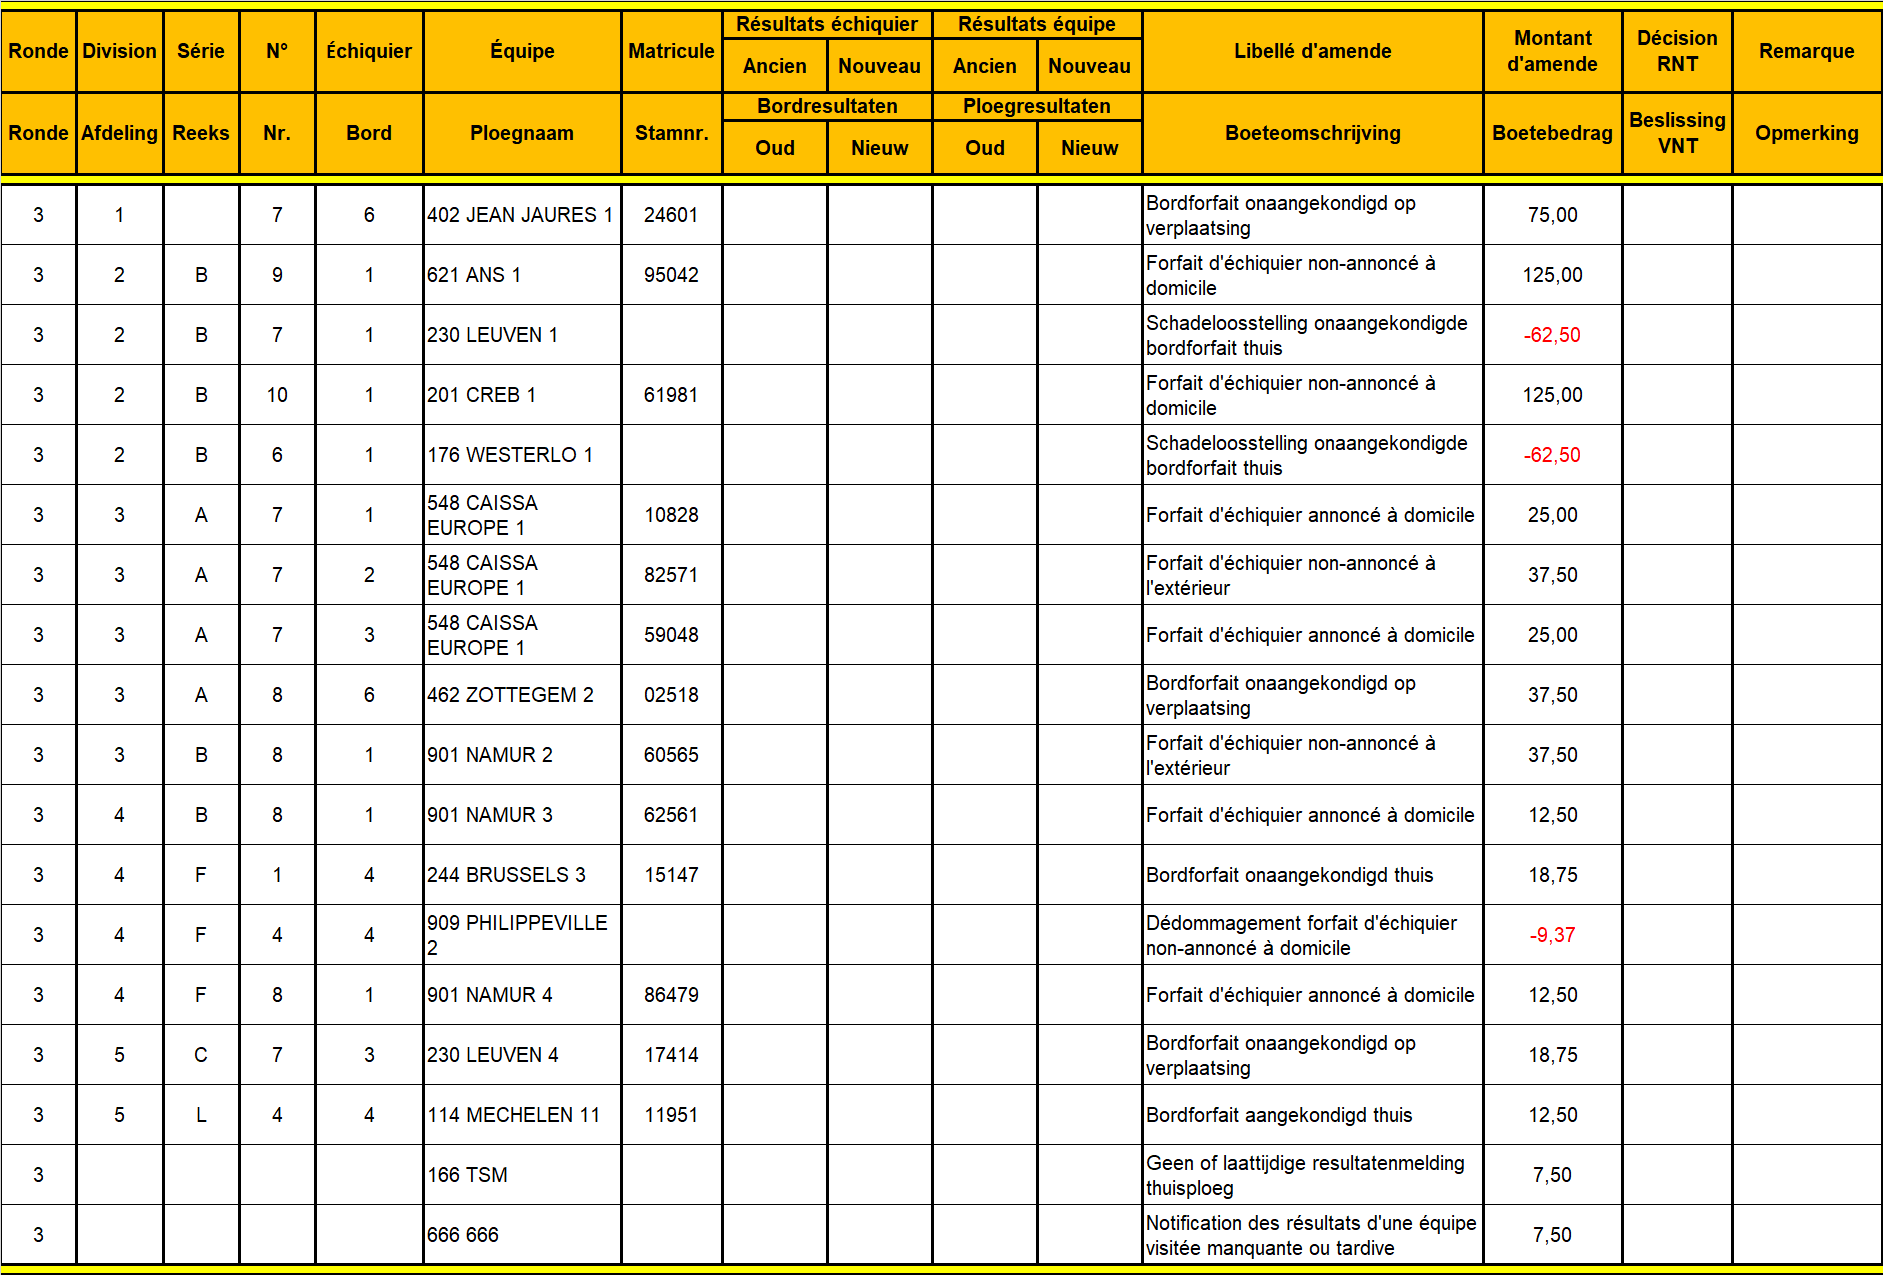 Ronde Division Série N° Échiquier Équipe Matricule Résultats échiquier Résultats équipe Libellé d'amende Montant d'amende Décision RNT Remarque
Ancien Nouveau Ancien Nouveau
Ronde Afdeling Reeks Nr. Bord Ploegnaam Stamnr. Bordresultaten Ploegresultaten Boeteomschrijving Boetebedrag Beslissing VNT Opmerking
Oud Nieuw Oud Nieuw
3 1 7 6 402 JEAN JAURES 1 24601 Bordforfait onaangekondigd op verplaatsing 75,00
3 2 B 9 1 621 ANS 1 95042 Forfait d'échiquier non-annoncé à domicile 125,00
3 2 B 7 1 230 LEUVEN 1 Schadeloosstelling onaangekondigde bordforfait thuis -62,50
3 2 B 10 1 201 CREB 1 61981 Forfait d'échiquier non-annoncé à domicile 125,00
3 2 B 6 1 176 WESTERLO 1 Schadeloosstelling onaangekondigde bordforfait thuis -62,50
3 3 A 7 1 548 CAISSA EUROPE 1 10828 Forfait d'échiquier annoncé à domicile 25,00
3 3 A 7 2 548 CAISSA EUROPE 1 82571 Forfait d'échiquier non-annoncé à l'extérieur 37,50
3 3 A 7 3 548 CAISSA EUROPE 1 59048 Forfait d'échiquier annoncé à domicile 25,00
3 3 A 8 6 462 ZOTTEGEM 2 02518 Bordforfait onaangekondigd op verplaatsing 37,50
3 3 B 8 1 901 NAMUR 2 60565 Forfait d'échiquier non-annoncé à l'extérieur 37,50
3 4 B 8 1 901 NAMUR 3 62561 Forfait d'échiquier annoncé à domicile 12,50
3 4 F 1 4 244 BRUSSELS 3 15147 Bordforfait onaangekondigd thuis 18,75
3 4 F 4 4 909 PHILIPPEVILLE 2 Dédommagement forfait d'échiquier non-annoncé à domicile -9,37
3 4 F 8 1 901 NAMUR 4 86479 Forfait d'échiquier annoncé à domicile 12,50
3 5 C 7 3 230 LEUVEN 4 17414 Bordforfait onaangekondigd op verplaatsing 18,75
3 5 L 4 4 114 MECHELEN 11 11951 Bordforfait aangekondigd thuis 12,50
3 166 TSM Geen of laattijdige resultatenmelding thuisploeg 7,50
3 666 666 Notification des résultats d'une équipe visitée manquante ou tardive 7,50